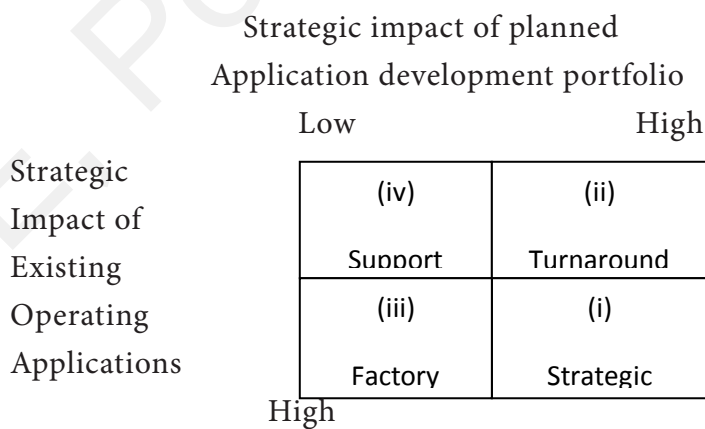 Strategic impact of planned
Application development portfolio
Low High
Strategic
Impact of
Existing
Operating
Applications
(iv) (ii)
Support Turnaround
(iii) (i)
Factory Strategic
High